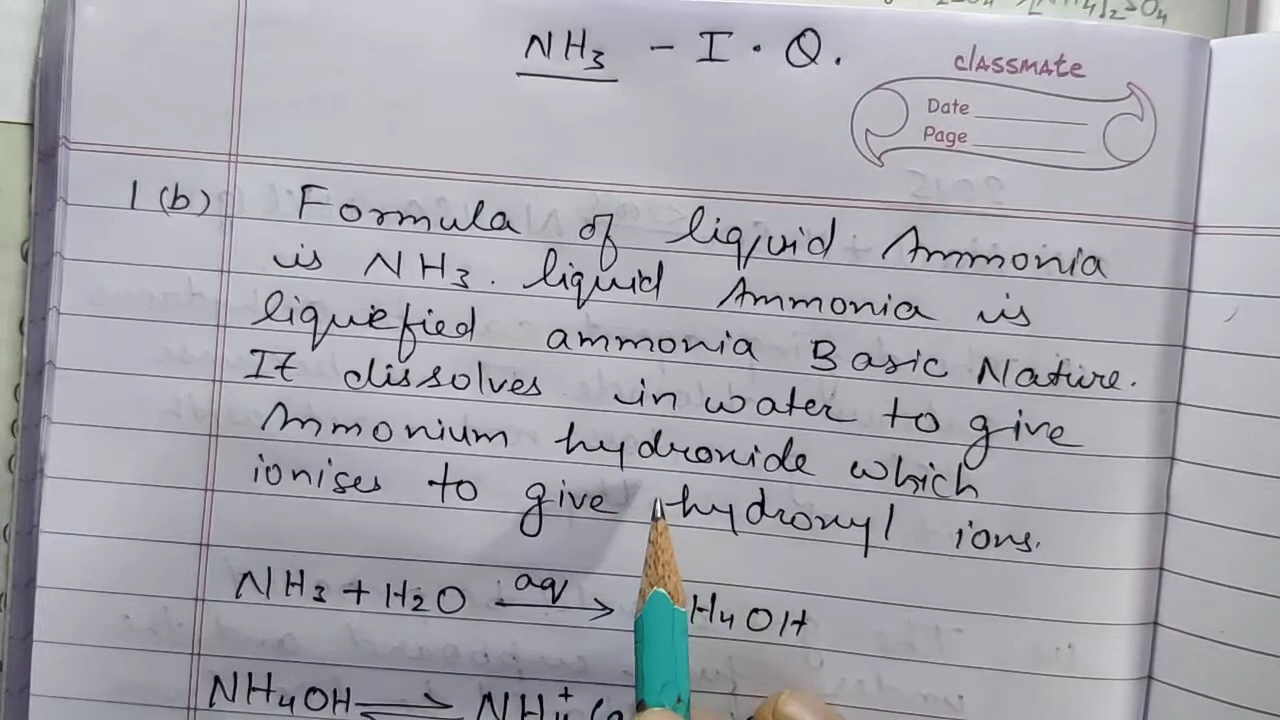 NH3 - I. Q.
classmate
Date
Page
1(b) Formula of liquid Ammonia
is NH3. liquid Ammonia is
liquefied ammonia Basic Nature.
It dissolves in water to give
Ammonium hydroxide which
ionises to give hydroxyl ions.
NH3 + H2O aq→ H4OH
NH4OH ⇌ NH4+